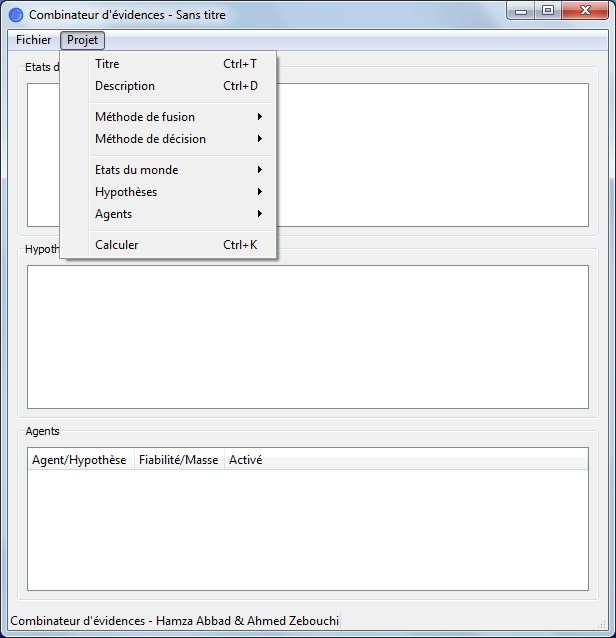 Combinateur d'évidences - Sans titre
Fichier Projet
Etats d
Titre Ctrl+T
Description Ctrl+D
Méthode de fusion
Méthode de décision
Etats du monde
Hypothèses
Agents
Calculer Ctrl+K
Hypoth
Agents
Agent/Hypothèse Fiabilité/Masse Activé
Combinateur d'évidences - Hamza Abbad & Ahmed Zebouchi